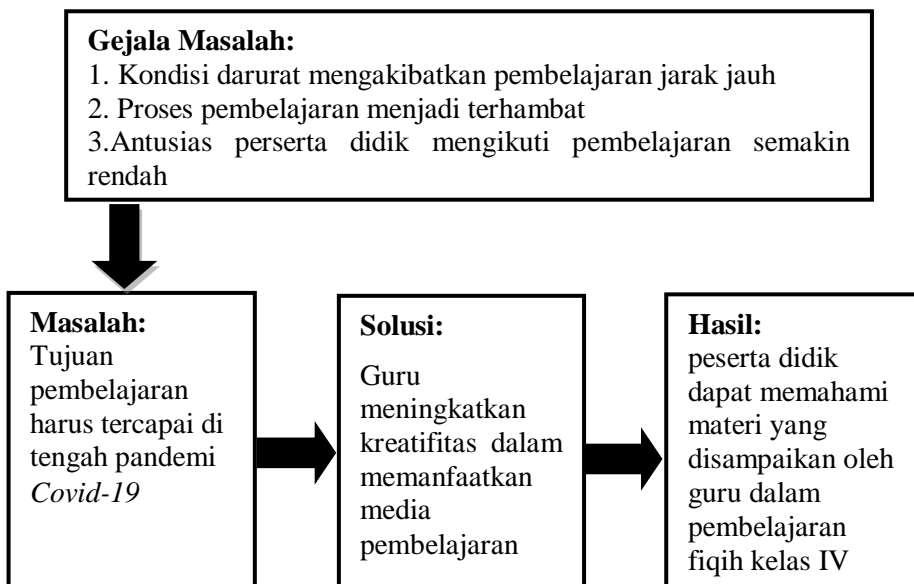 Gejala Masalah:
1. Kondisi darurat mengakibatkan pembelajaran jarak jauh
2. Proses pembelajaran menjadi terhambat
3.Antusias perserta didik mengikuti pembelajaran semakin
rendah
Masalah:
Tujuan
pembelajaran
harus tercapai di
tengah pandemi
Covid-19
Solusi:
Guru
meningkatkan
kreatifitas dalam
memanfaatkan
media
pembelajaran
Hasil:
peserta didik
dapat memahami
materi yang
disampaikan oleh
guru dalam
pembelajaran
fiqih kelas IV